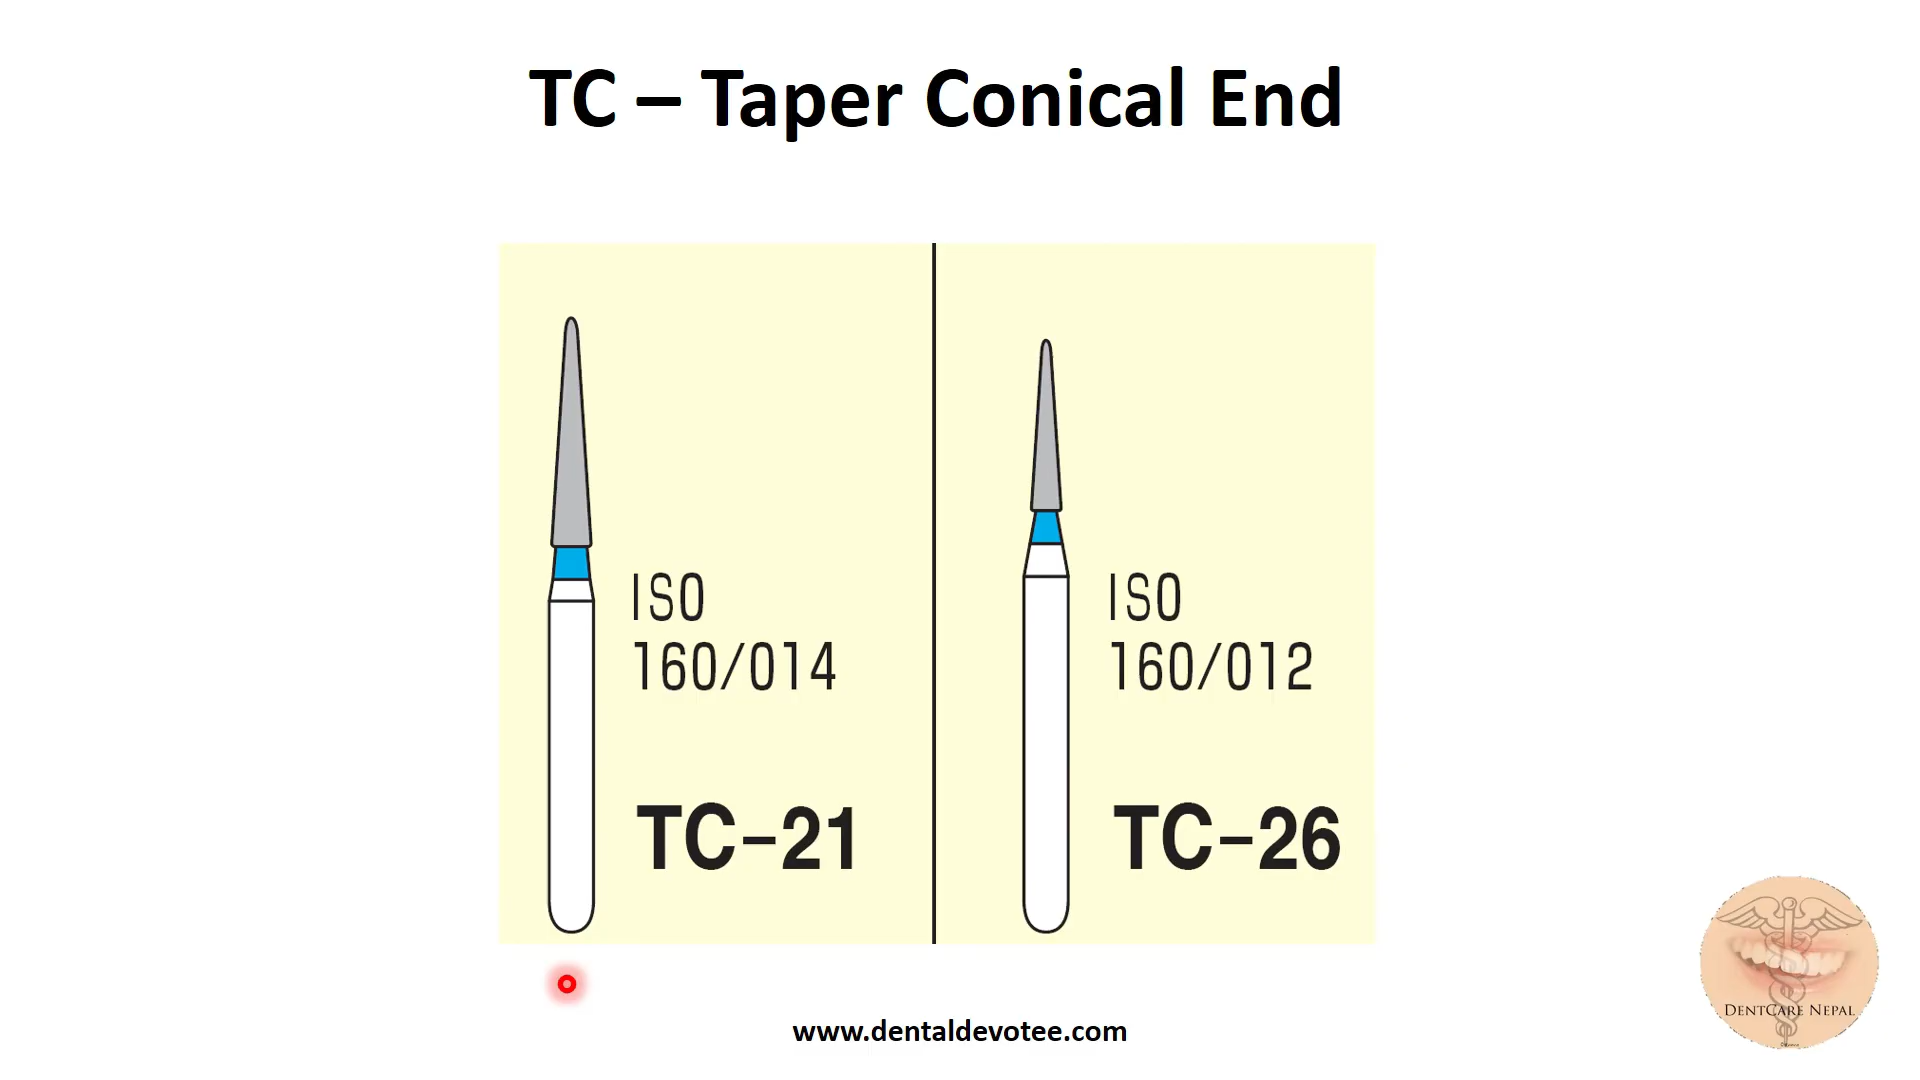 TC – Taper Conical End
ISO
160/014
TC-21
ISO
160/012
TC-26
www.dentaldevotee.com
DentCare Nepal